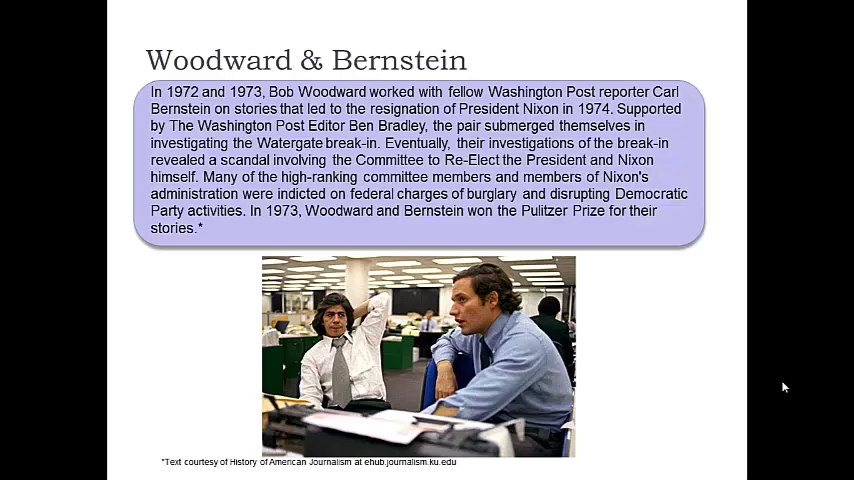 Woodward & Bernstein
In 1972 and 1973, Bob Woodward worked with fellow Washington Post reporter Carl
Bernstein on stories that led to the resignation of President Nixon in 1974. Supported
by The Washington Post Editor Ben Bradley, the pair submerged themselves in
investigating the Watergate break-in. Eventually, their investigations of the break-in
revealed a scandal involving the Committee to Re-Elect the President and Nixon
himself. Many of the high-ranking committee members and members of Nixon's
administration were indicted on federal charges of burglary and disrupting Democratic
Party activities. In 1973, Woodward and Bernstein won the Pulitzer Prize for their
stories.*
*Text courtesy of History of American Journalism at ehub.journalism.ku.edu